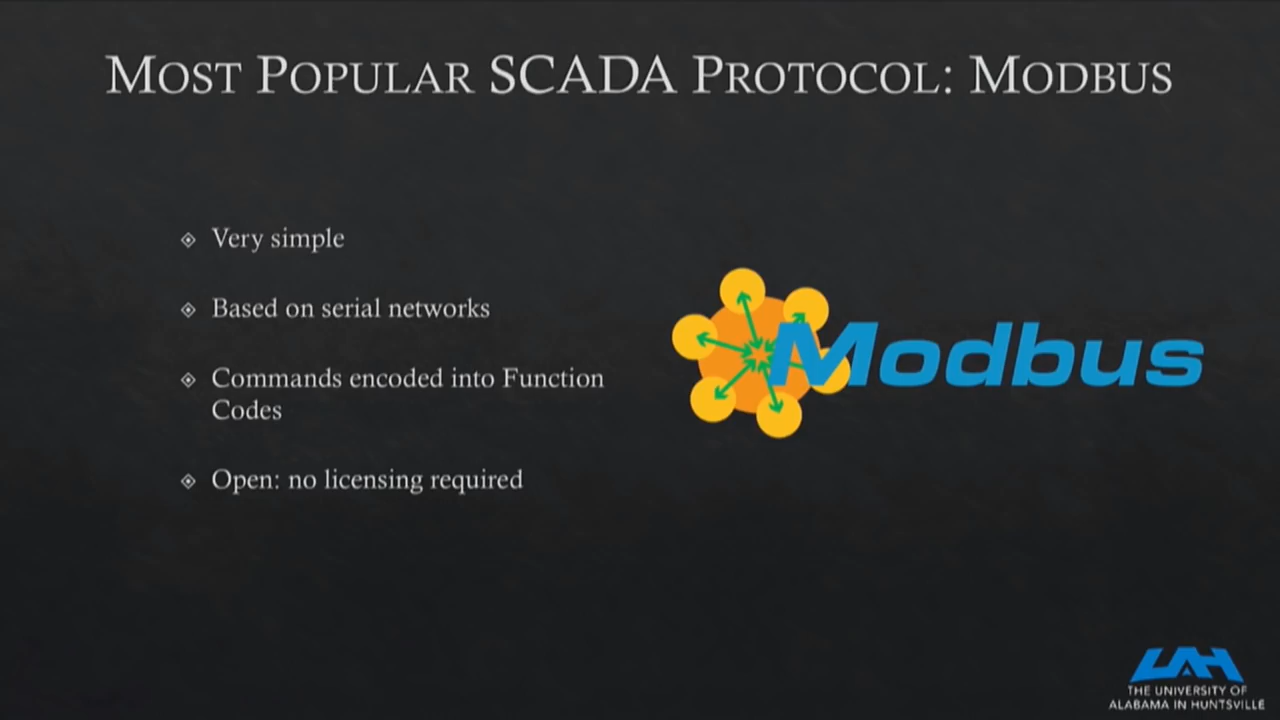 MOST POPULAR SCADA PROTOCOL: MODBUS
Very simple
Based on serial networks
Commands encoded into Function
Codes
Open: no licensing required
Modbus
UAH
THE UNIVERSITY OF
ALABAMA IN HUNTSVILLE